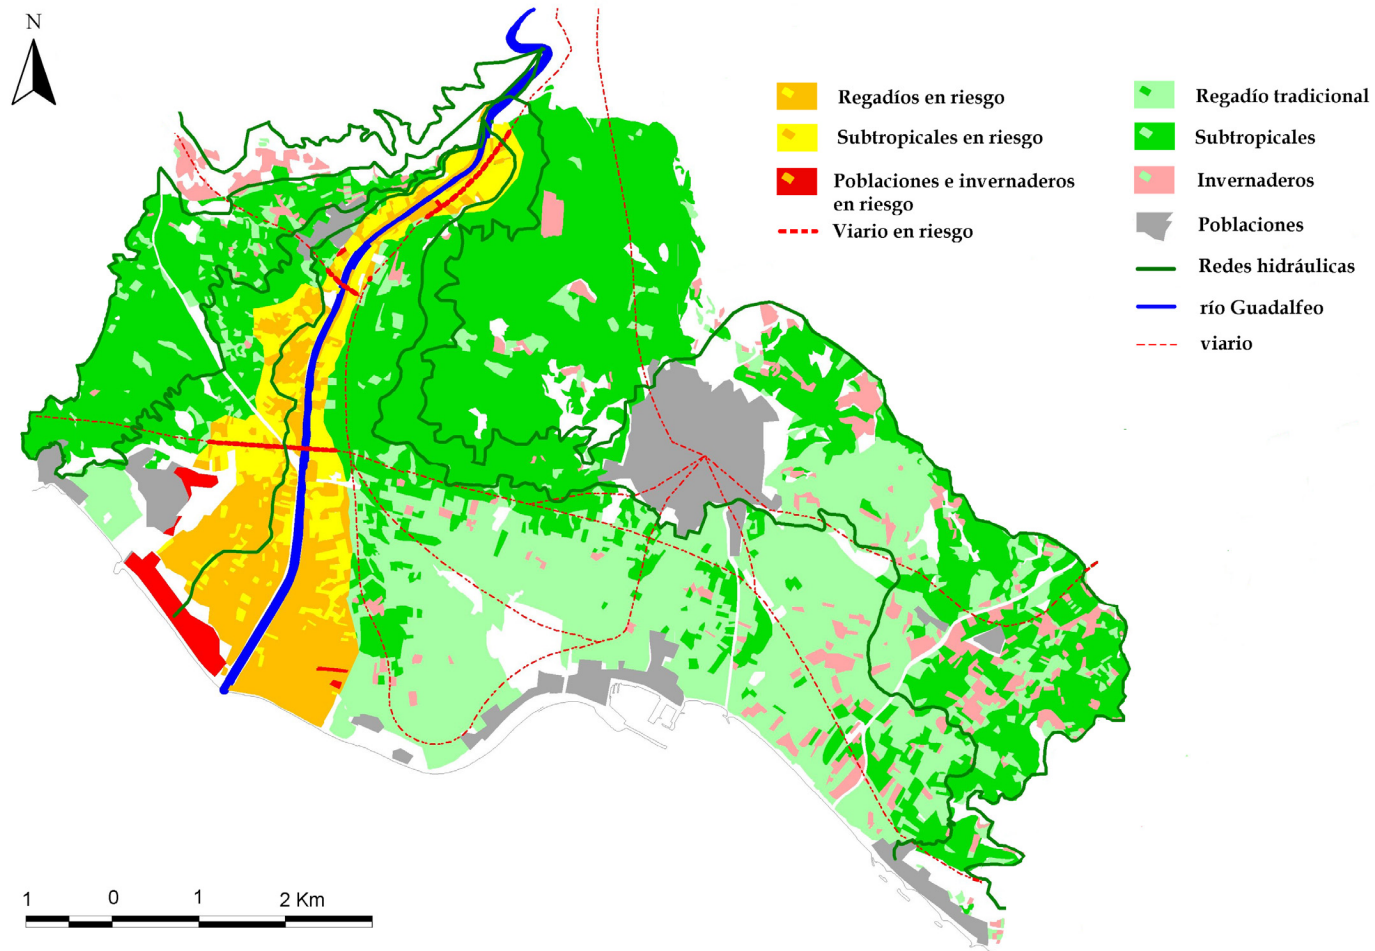 N
Regadíos en riesgo
Subtropicales en riesgo
Poblaciones e invernaderos
en riesgo
Viario en riesgo
Regadío tradicional
Subtropicales
Invernaderos
Poblaciones
Redes hidráulicas
río Guadalfeo
viario
1 0 1 2 Km